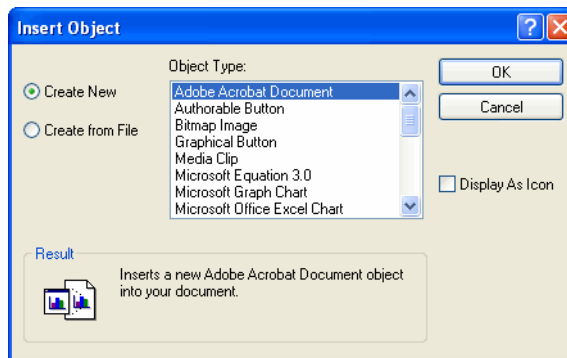 Insert Object
Object Type:
Create New
Create from File
Adobe Acrobat Document
Authorable Button
Bitmap Image
Graphical Button
Media Clip
Microsoft Equation 3.0
Microsoft Graph Chart
Microsoft Office Excel Chart
OK
Cancel
Display As Icon
Result
Inserts a new Adobe Acrobat Document object
into your document.